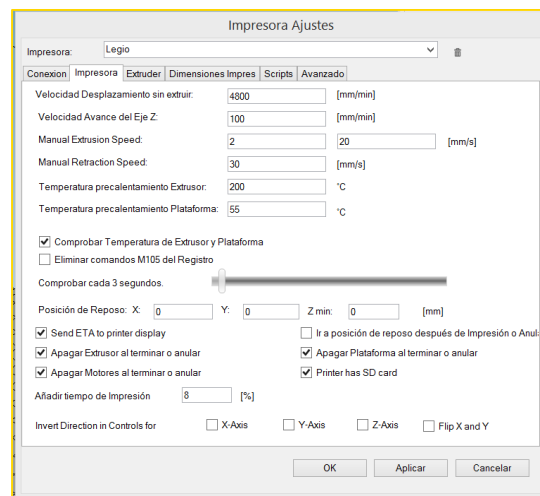 Impresora Ajustes
Impresora: Legio
Conexion Impresora Extruder Dimensiones Impres Scripts Avanzado
Velocidad Desplazamiento sin extruir: 4800 [mm/min]
Velocidad Avance del Eje Z: 100 [mm/min]
Manual Extrusion Speed: 2 20 [mm/s]
Manual Retraction Speed: 30 [mm/s]
Temperatura precalentamiento Extrusor: 200 °C
Temperatura precalentamiento Plataforma: 55 °C
Comprobar Temperatura de Extrusor y Plataforma
Eliminar comandos M105 del Registro
Comprobar cada 3 segundos.
Posición de Reposo: X: 0 Y: 0 Z min: 0 [mm]
Send ETA to printer display Ir a posición de reposo después de Impresión o Anula
Apagar Extrusor al terminar o anular Apagar Plataforma al terminar o anular
Apagar Motores al terminar o anular Printer has SD card
Añadir tiempo de Impresión 8 [%]
Invert Direction in Controls for X-Axis Y-Axis Z-Axis Flip X and Y
OK Aplicar Cancelar